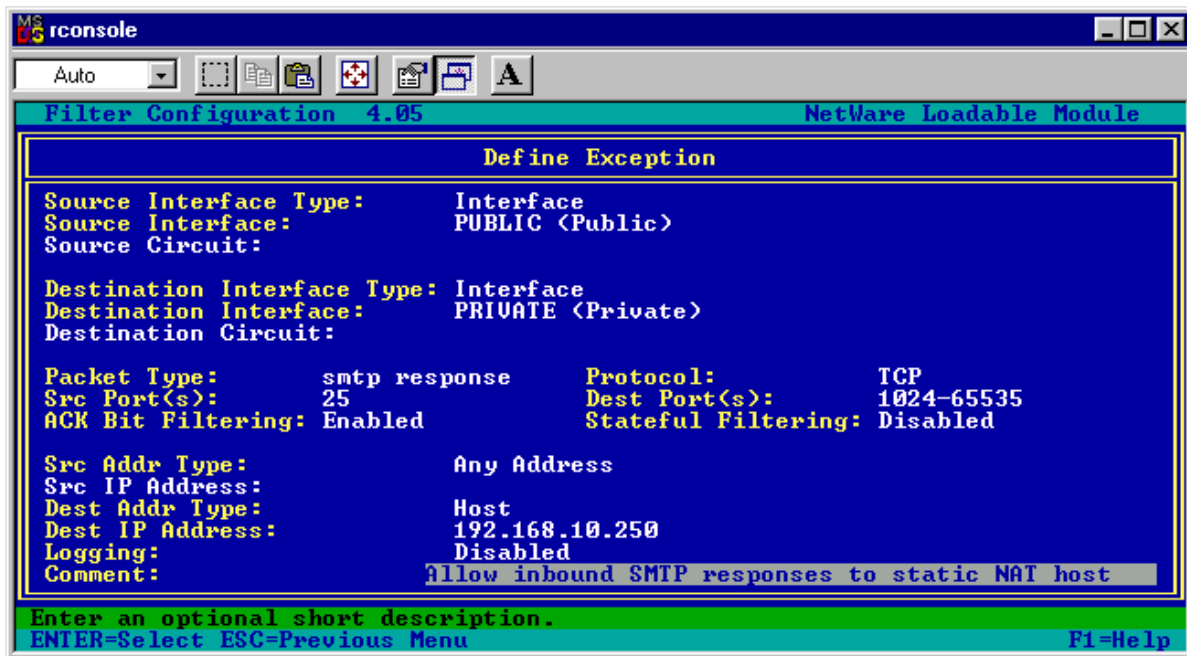 MS DOS rconsole
Auto A
Filter Configuration 4.05 NetWare Loadable Module
Define Exception
Source Interface Type: Interface
Source Interface: PUBLIC (Public)
Source Circuit:
Destination Interface Type: Interface
Destination Interface: PRIVATE (Private)
Destination Circuit:
Packet Type: smtp response Protocol: TCP
Src Port(s): 25 Dest Port(s): 1024-65535
ACK Bit Filtering: Enabled Stateful Filtering: Disabled
Src Addr Type: Any Address
Src IP Address:
Dest Addr Type: Host
Dest IP Address: 192.168.10.250
Logging: Disabled
Comment: Allow inbound SMTP responses to static NAT host
Enter an optional short description.
ENTER=Select ESC=Previous Menu F1=Help